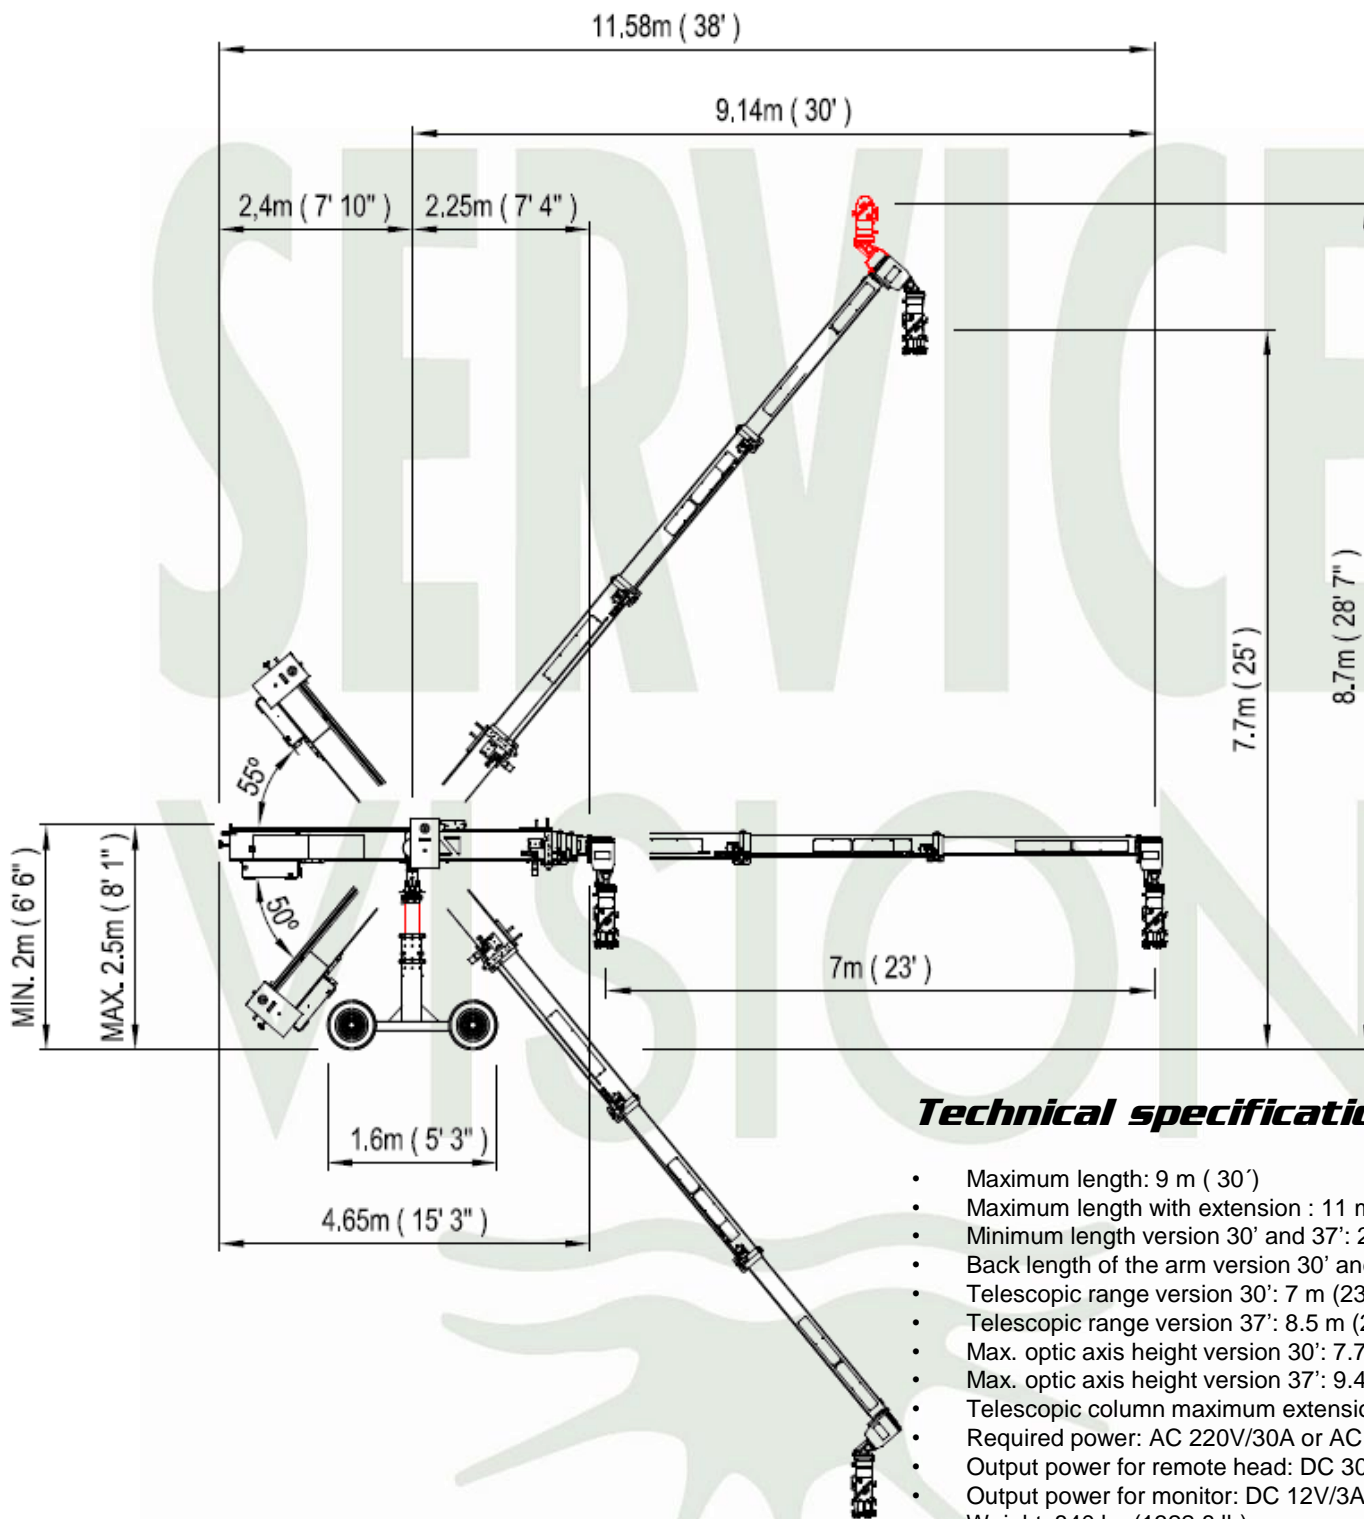 11.58m ( 38' )
9.14m ( 30' )
2,4m ( 7' 10" )
2.25m ( 7' 4" )
SERVICE
VISION
8.7m ( 28' 7" )
7.7m ( 25' )
55º
50º
MIN. 2m ( 6' 6" )
MAX. 2.5m ( 8' 1" )
7m ( 23' )
1.6m ( 5' 3" )
4.65m ( 15' 3" )
Technical specificatio
• Maximum length: 9 m ( 30´)
• Maximum length with extension : 11 m
• Minimum length version 30’ and 37’: 2
• Back length of the arm version 30’ an
• Telescopic range version 30’: 7 m (23
• Telescopic range version 37’: 8.5 m (2
• Max. optic axis height version 30’: 7.7
• Max. optic axis height version 37’: 9.4
• Telescopic column maximum extensio
• Required power: AC 220V/30A or AC
• Output power for remote head: DC 30
• Output power for monitor: DC 12V/3A